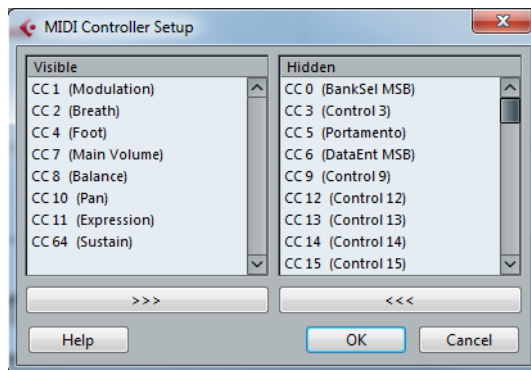 MIDI Controller Setup
Visible
CC 1 (Modulation)
CC 2 (Breath)
CC 4 (Foot)
CC 7 (Main Volume)
CC 8 (Balance)
CC 10 (Pan)
CC 11 (Expression)
CC 64 (Sustain)
>>>
Hidden
CC 0 (BankSel MSB)
CC 3 (Control 3)
CC 5 (Portamento)
CC 6 (DataEnt MSB)
CC 9 (Control 9)
CC 12 (Control 12)
CC 13 (Control 13)
CC 14 (Control 14)
CC 15 (Control 15)
<<<
Help
OK
Cancel